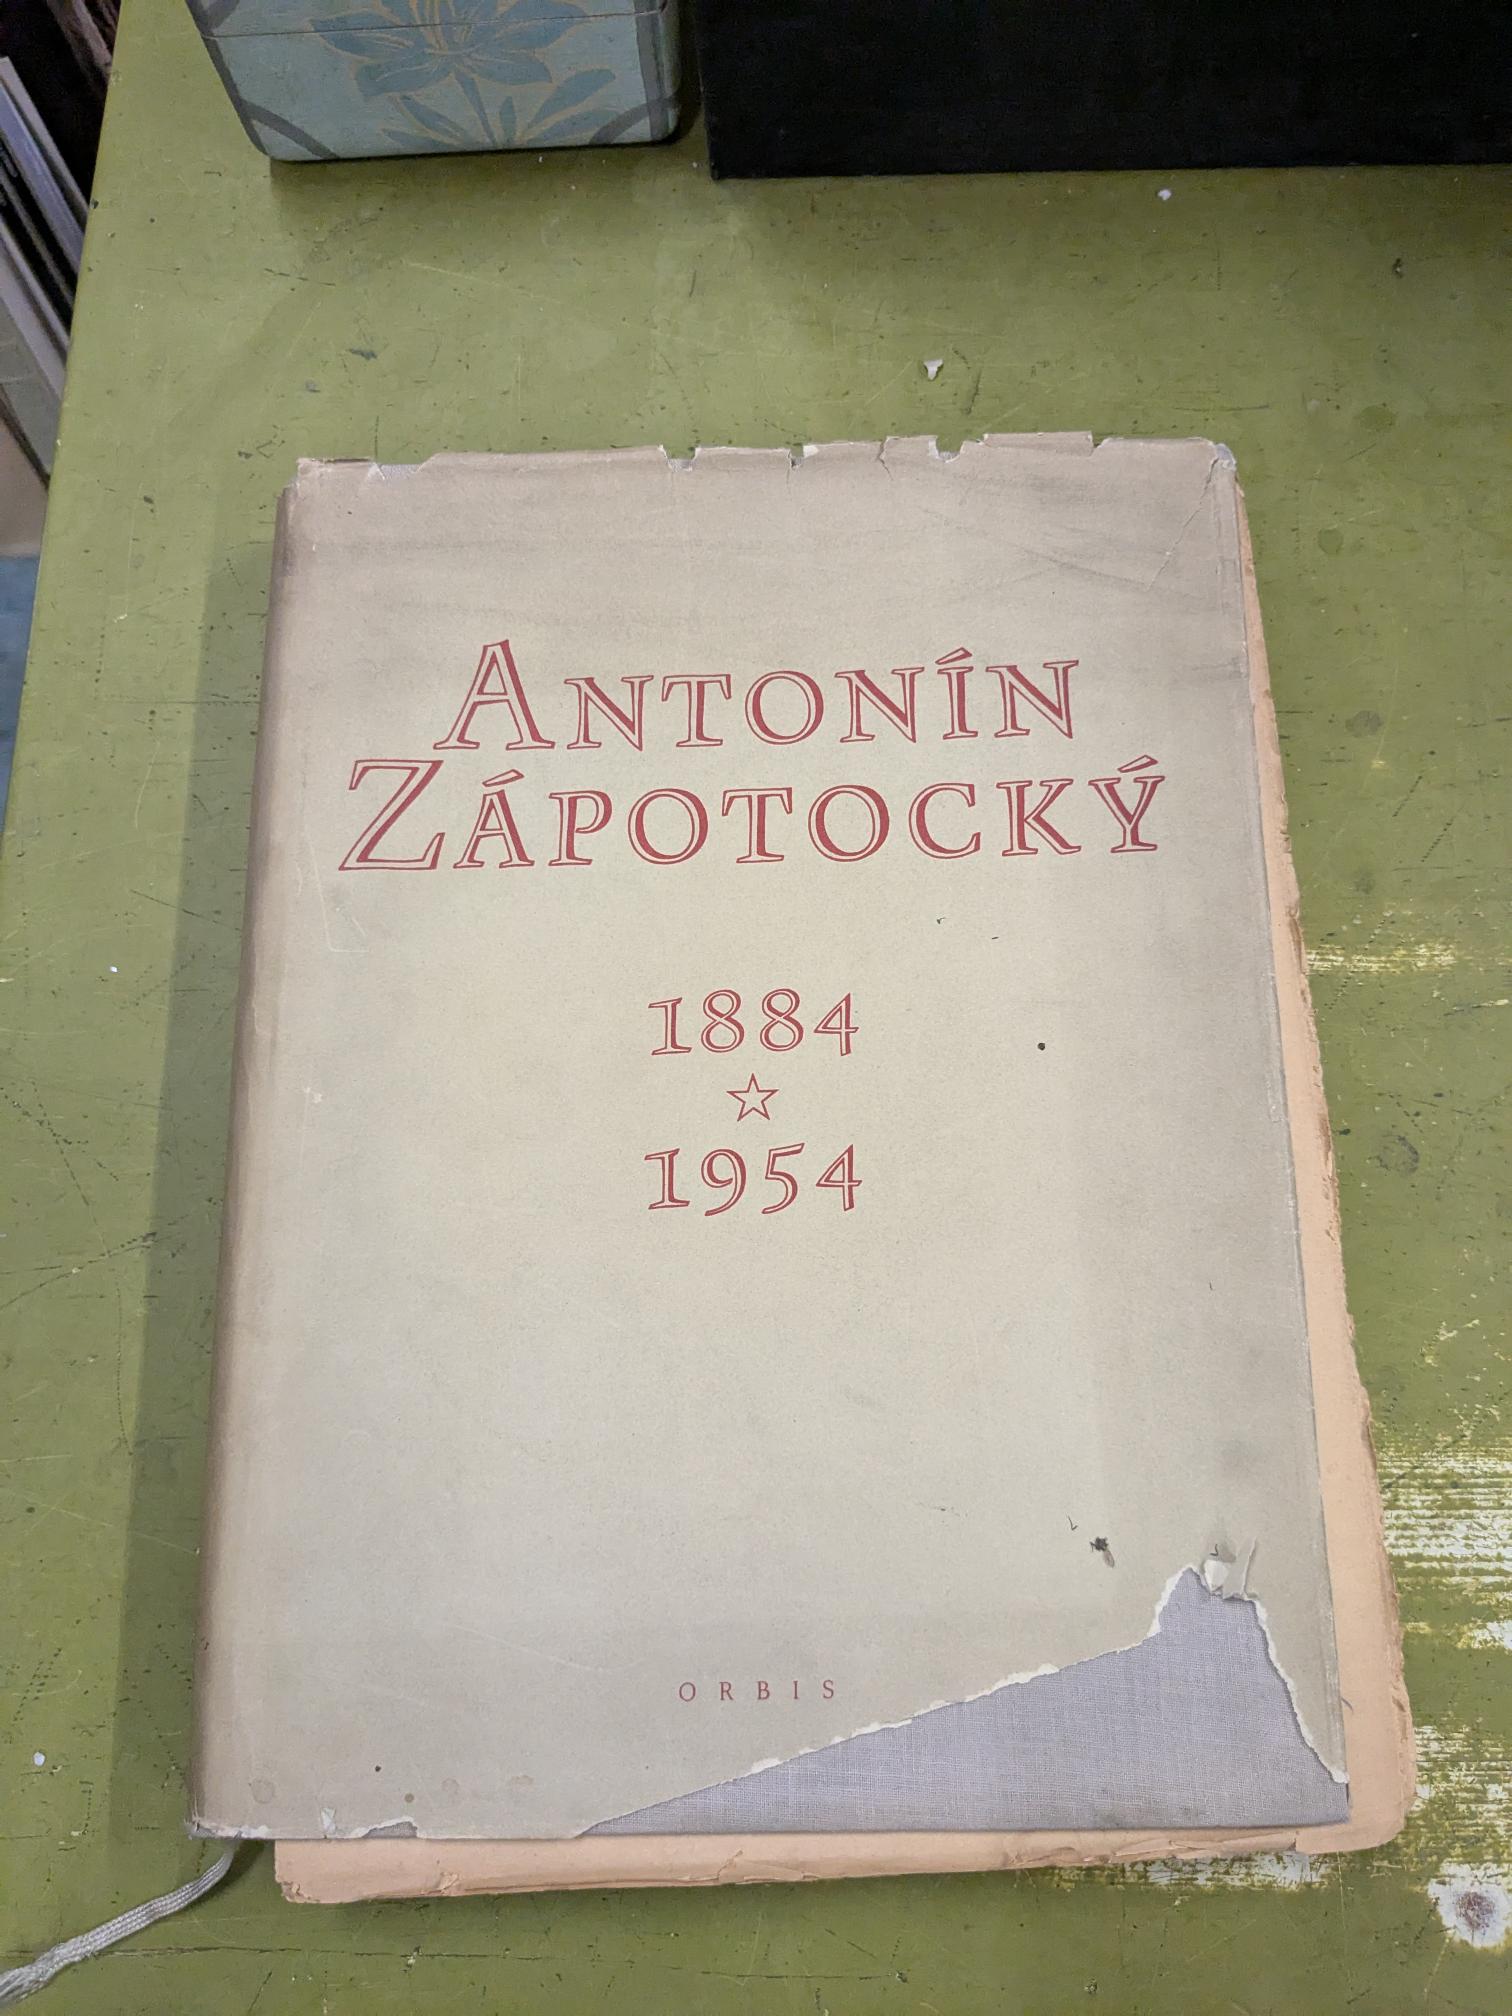 ANTONÍN
ZÁPOTOCKÝ
1884
☆
1954
ORBIS